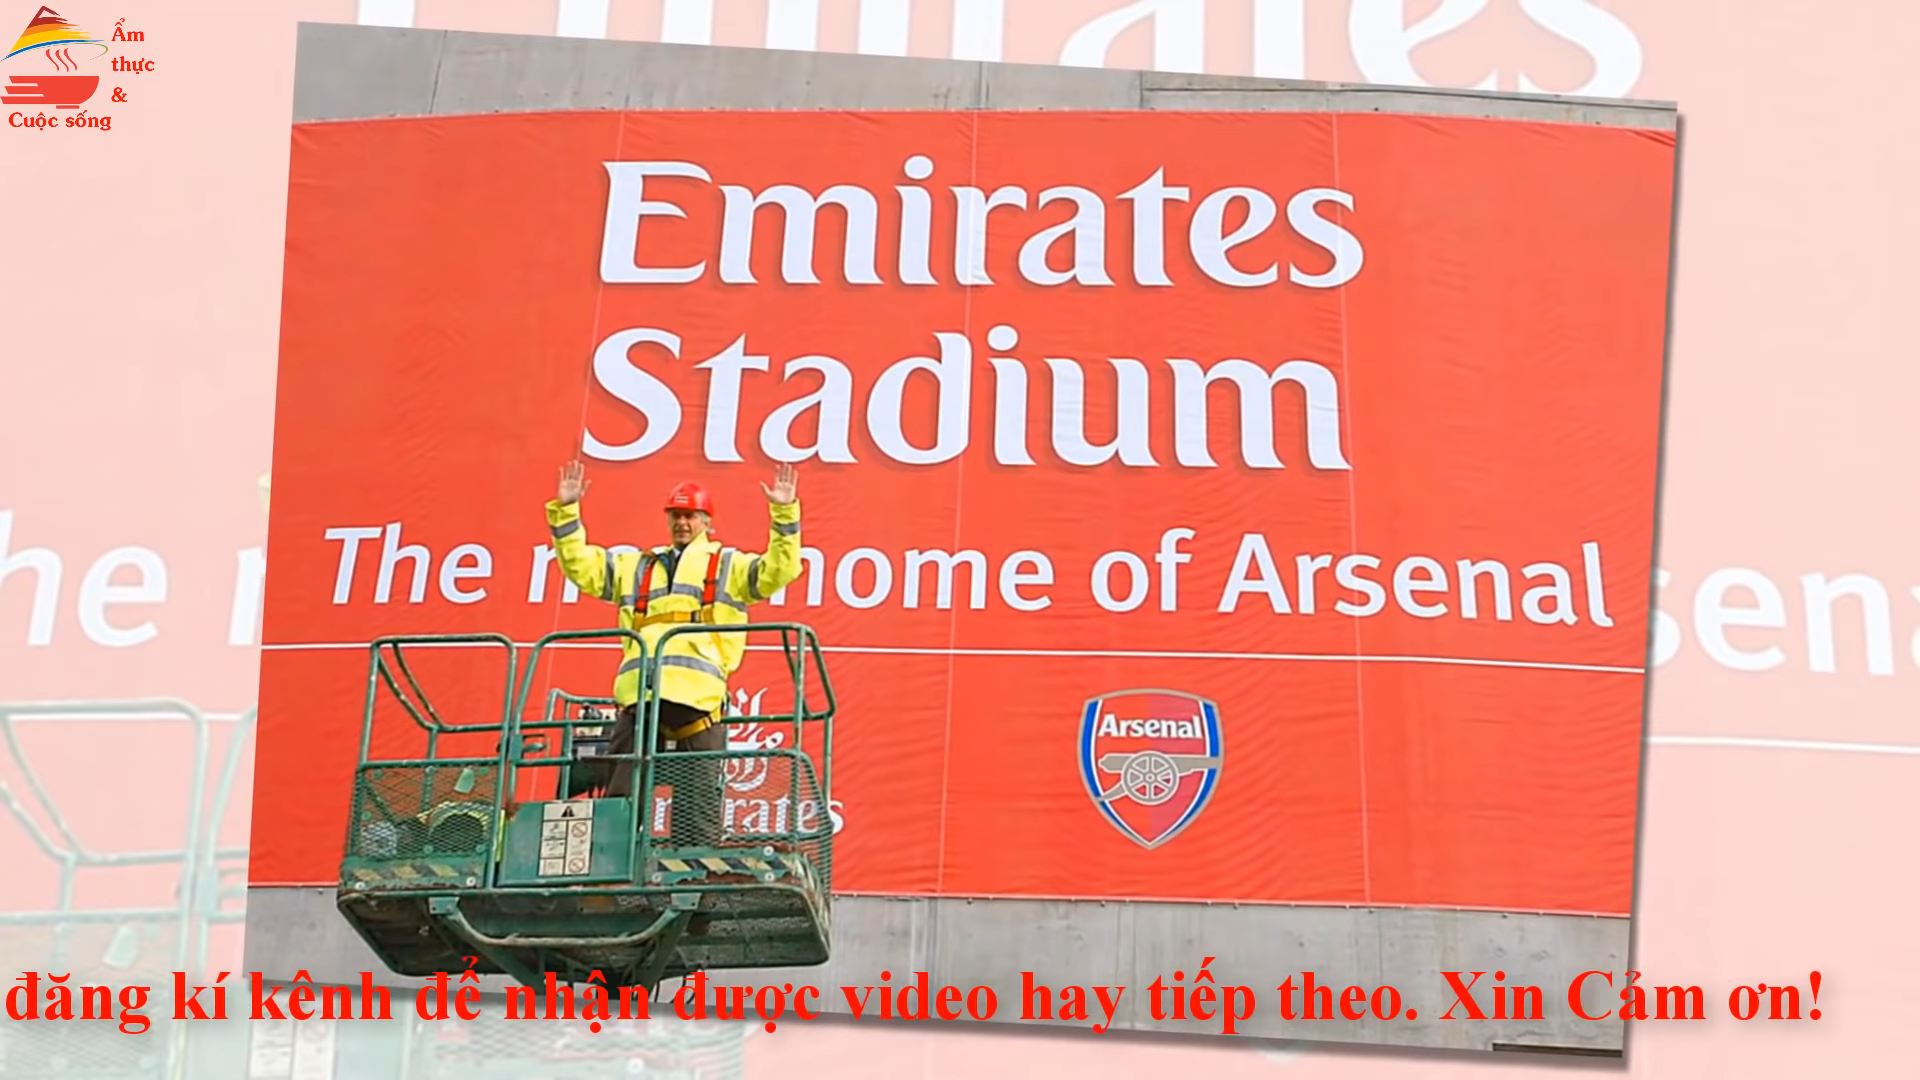 Ẩm
thực
&
Cuộc sống
Emirates
Stadium
The home of Arsenal
Arsenal
đăng kí kênh để nhận được video hay tiếp theo. Xin Cảm ơn!